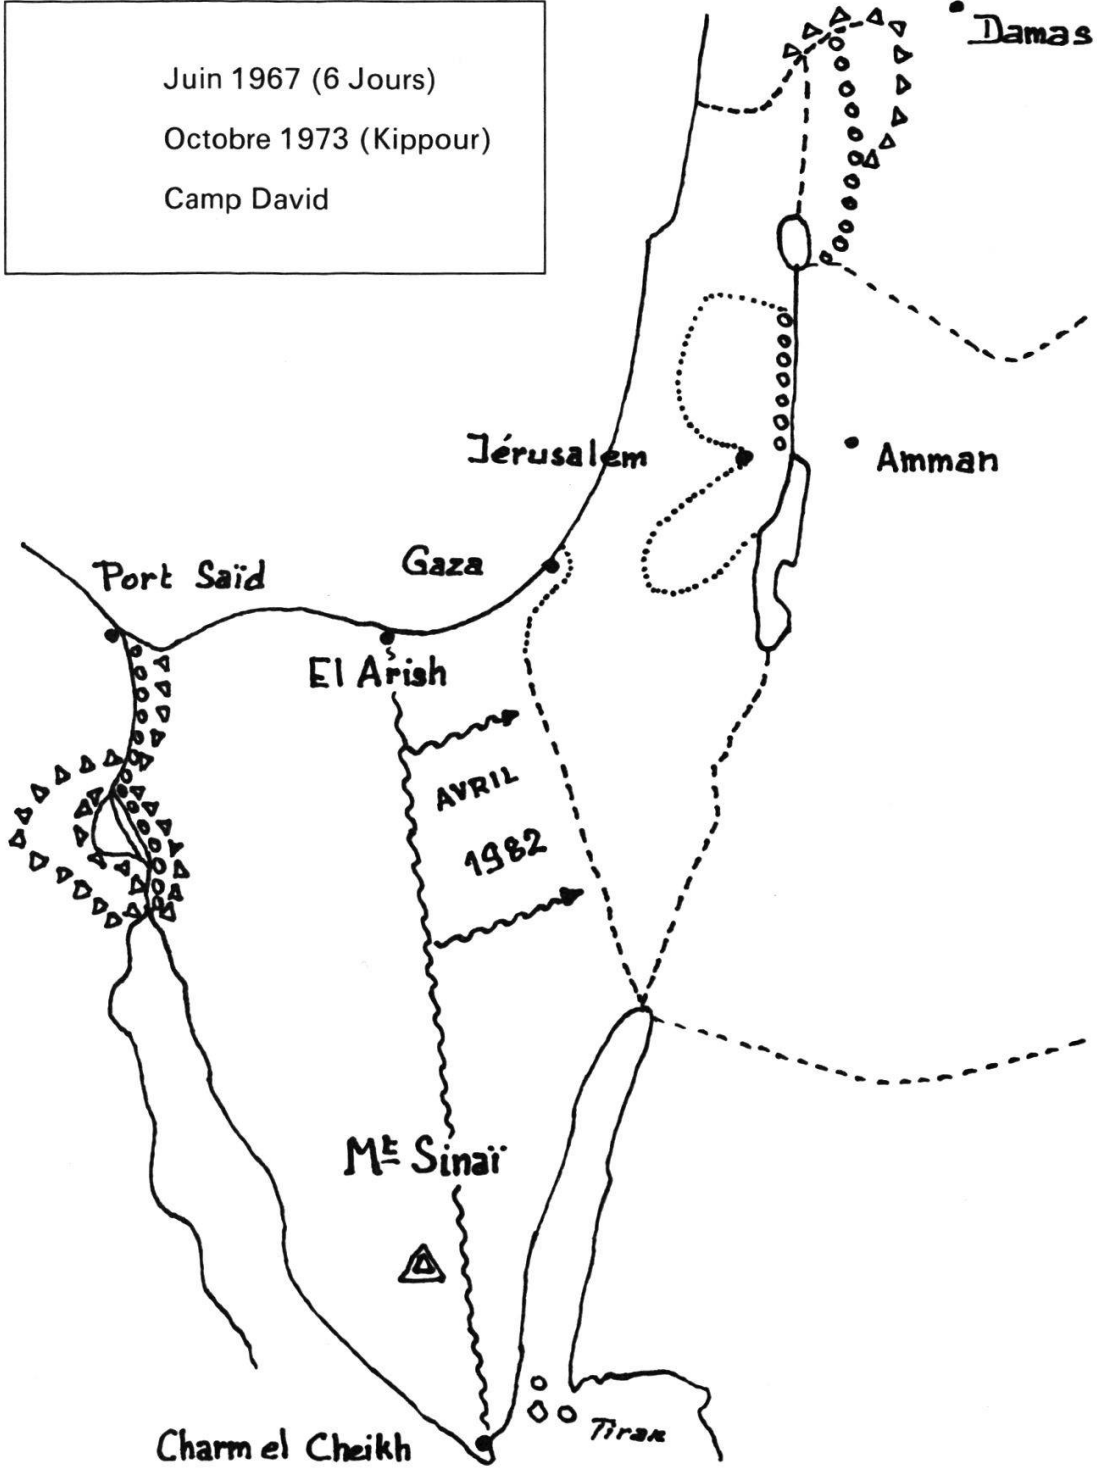 Juin 1967 (6 Jours)
Octobre 1973 (Kippour)
Camp David
Damas
Jérusalem
Amman
Port Saïd
Gaza
El Arish
AVRIL
1982
Mt Sinaï
Charm el Cheikh
Tiran